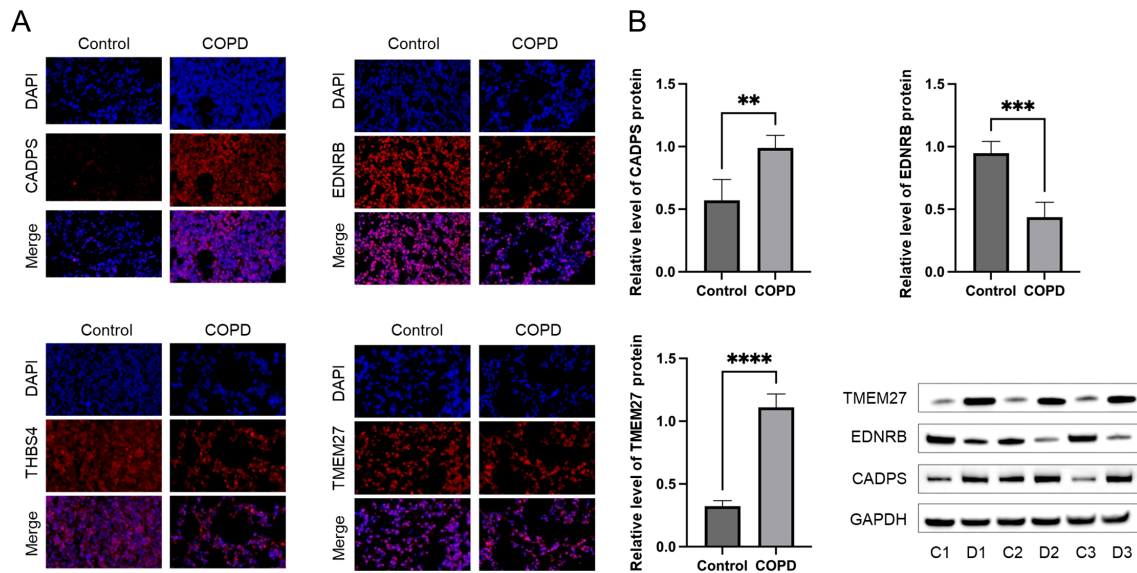 A
Control COPD
DAPI
CADPS
Merge
Control COPD
DAPI
EDNRB
Merge
Control COPD
DAPI
THBS4
Merge
Control COPD
DAPI
TMEM27
Merge
B
Relative level of CADPS protein
1.5
1.0
0.5
0.0
**
Control COPD
Relative level of EDNRB protein
1.5
1.0
0.5
0.0
***
Control COPD
Relative level of TMEM27 protein
1.5
1.0
0.5
0.0
****
Control COPD
TMEM27
EDNRB
CADPS
GAPDH
C1 D1 C2 D2 C3 D3